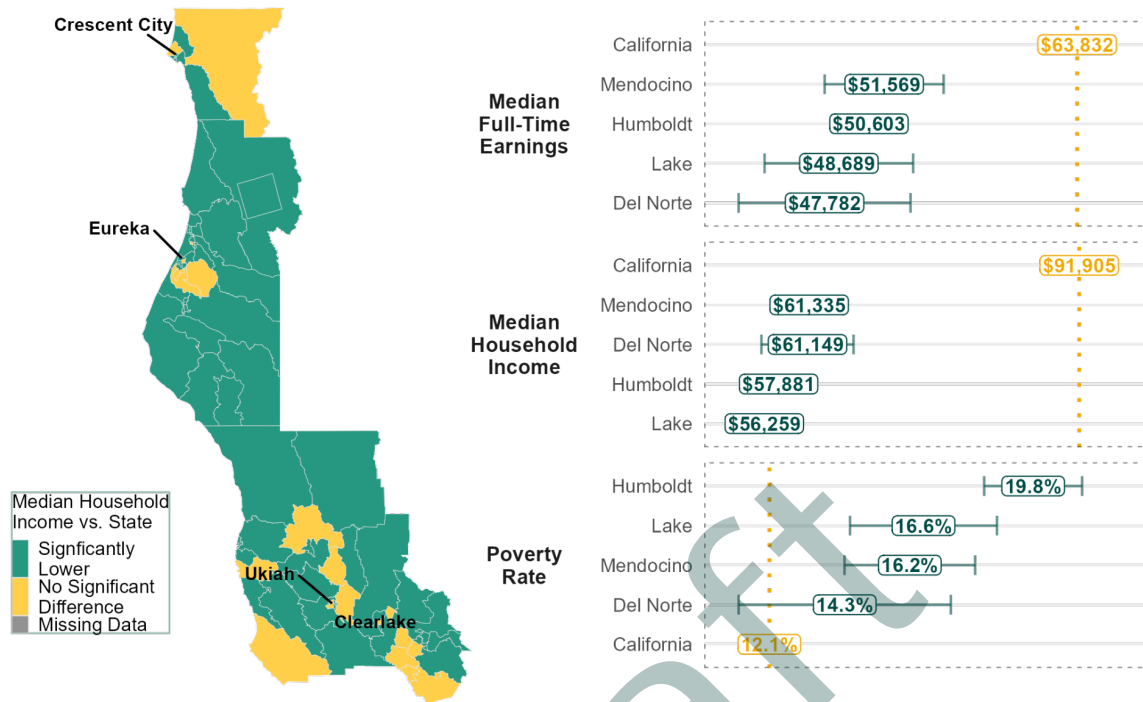 Crescent City
Eureka
Ukiah
Clearlake
Median Household
Income vs. State
Signficantly
Lower
No Significant
Difference
Missing Data
Median
Full-Time
Earnings
California
$63,832
Mendocino
$51,569
Humboldt
$50,603
Lake
$48,689
Del Norte
$47,782
Median
Household
Income
California
$91,905
Mendocino
$61,335
Del Norte
$61,149
Humboldt
$57,881
Lake
$56,259
Poverty
Rate
Humboldt
19.8%
Lake
16.6%
Mendocino
16.2%
Del Norte
14.3%
California
12.1%